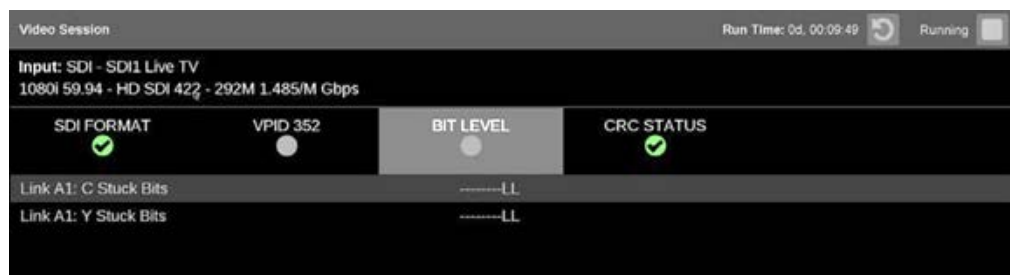 Video Session Run Time: 0d, 00:09:49 Running
Input: SDI - SDI1 Live TV
1080i 59.94 - HD SDI 422 - 292M 1.485/M Gbps
SDI FORMAT VPID 352 BIT LEVEL CRC STATUS
Link A1: C Stuck Bits --------LL
Link A1: Y Stuck Bits --------LL